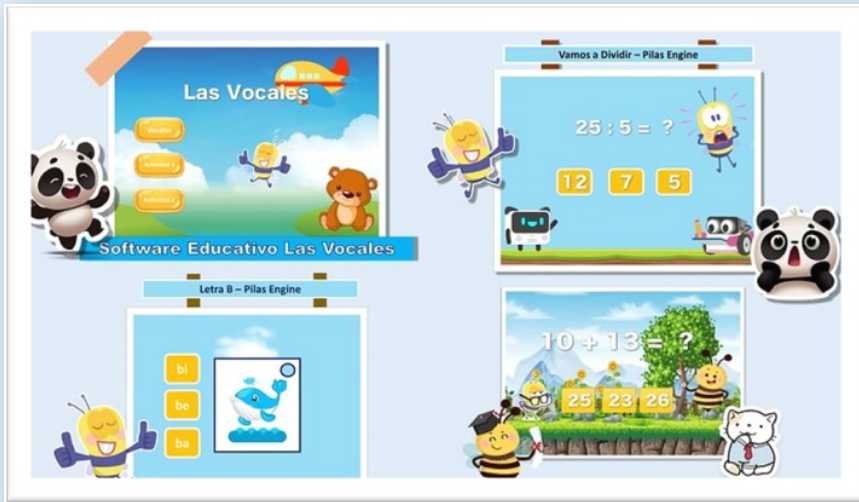 Las Vocales
Vocales
Actividad 1
Actividad 2
Software Educativo Las Vocales
Vamos a Dividir – Pilas Engine
25 : 5 = ?
12 7 5
Letra B – Pilas Engine
bi
be
ba
10 + 13 = ?
25 23 26